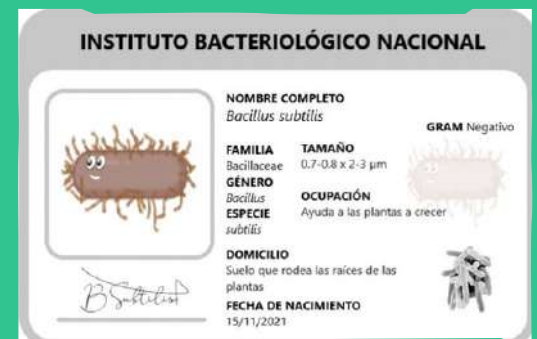 INSTITUTO BACTERIOLÓGICO NACIONAL
NOMBRE COMPLETO
Bacillus subtilis
GRAM Negativo
FAMILIA
Bacillaceae
TAMAÑO
0.7-0.8 x 2-3 µm
GÉNERO
Bacillus
OCUPACIÓN
Ayuda a las plantas a crecer
ESPECIE
subtilis
DOMICILIO
Suelo que rodea las raíces de las
plantas
FECHA DE NACIMIENTO
15/11/2021
B Subtilis